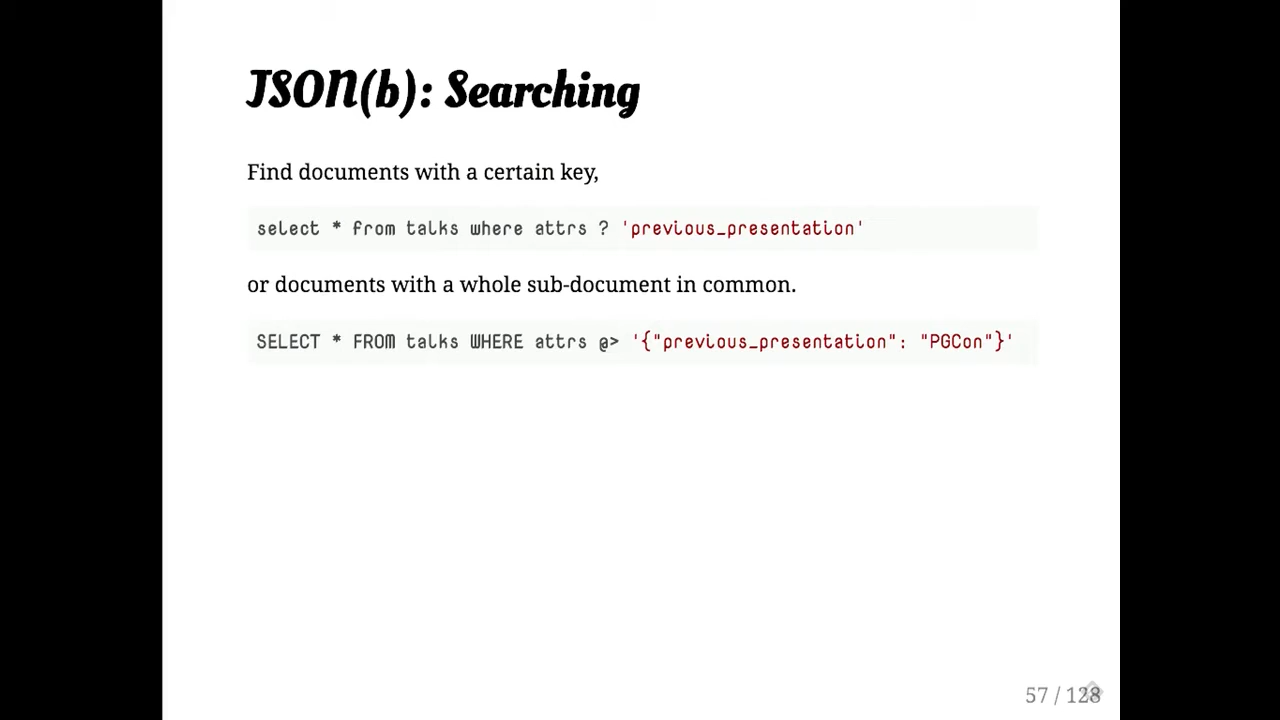 JSON(b): Searching
Find documents with a certain key,
select * from talks where attrs ? 'previous_presentation'
or documents with a whole sub-document in common.
SELECT * FROM talks WHERE attrs @> '{"previous_presentation": "PGCon"}'
57 / 128